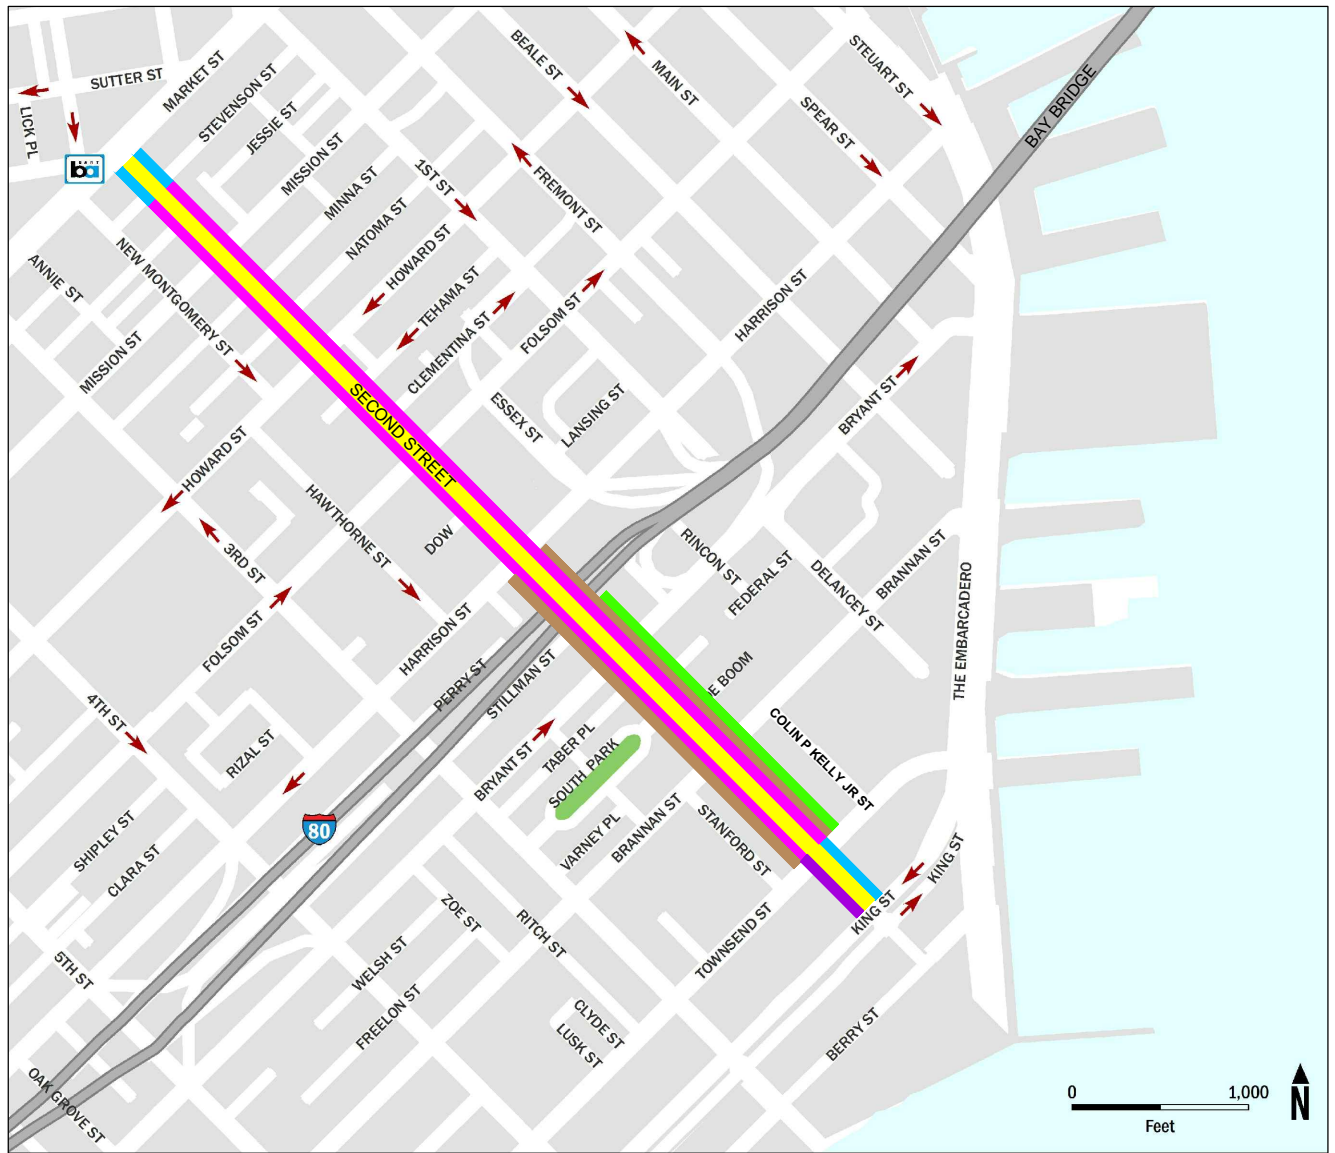 BEALE ST
MAIN ST
STEUART ST
SUTTER ST
MARKET ST
STEVENSON ST
BAY BRIDGE
LICK PL
JESSIE ST
SPEAR ST
BART
ba
MISSION ST
1ST ST
FREMONT ST
MINNA ST
NATOMA ST
HOWARD ST
ANNIE ST
NEW MONTGOMERY ST
TEHAMA ST
HARRISON ST
FOLSOM ST
CLEMENTINA ST
MISSION ST
SECOND STREET
ESSEX ST
LANSING ST
BRYANT ST
HOWARD ST
HAWTHORNE ST
DOW
3RD ST
RINCON ST
FEDERAL ST
DELANCEY ST
BRANNAN ST
FOLSOM ST
HARRISON ST
THE EMBARCADERO
PERRY ST
STILLMAN ST
E BOOM
4TH ST
RIZAL ST
BRYANT ST
TABER PL
SOUTH PARK
COLIN P KELLY JR ST
80
SHIPLEY ST
CLARA ST
VARNEY PL
BRANNAN ST
STANFORD ST
KING ST
KING ST
ZOE ST
RITCH ST
TOWNSEND ST
5TH ST
WELSH ST
FREELON ST
CLYDE ST
LUSK ST
BERRY ST
OAK GROVE ST
0 1,000
Feet
N